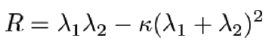 R = λ₁λ₂ − κ(λ₁ + λ₂)²